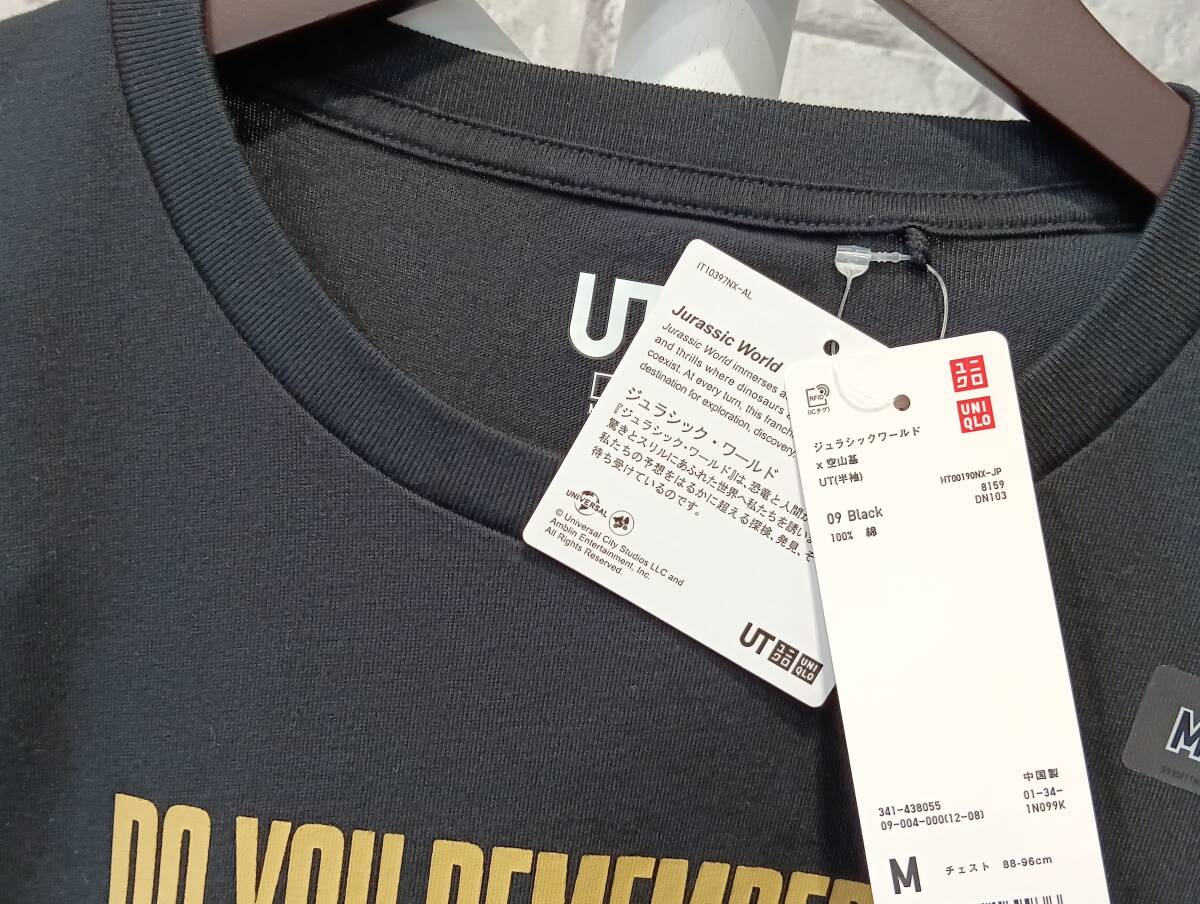 UT
IT10397NX-AL
Jurassic World
Jurassic World immerses
and thrills where dinosaurs
coexist. At every turn, this
destination for exploration, discovery
ジュラシック・ワールド
『ジュラシック・ワールド』は、恐竜と人間が
驚きとスリルにあふれた世界へ私たちを誘い
私たちの予想をはるかに超える探検、発見、そ
待ち受けているのです。
UNIVERSAL
© Universal City Studios LLC and
Amblin Entertainment, Inc.
All Rights Reserved.
UT ユニクロ UNIQLO
ユニクロ
UNIQLO
RFID
(ICタグ)
ジュラシックワールド
x 空山基
UT(半袖)
HT00190NX-JP
8159
DN103
09 Black
100% 綿
中国製
341-438055
01-34-
09-004-000(12-08)
1N099K
M チェスト 88-96cm
M
DO YOU REMEMBER